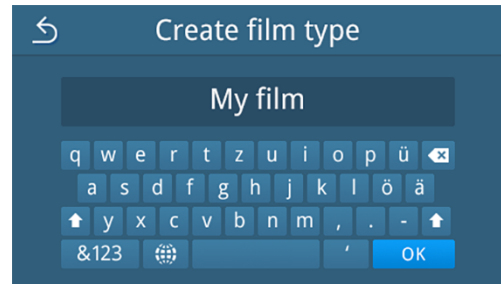 Create film type
My film
q w e r t z u i o p ü
a s d f g h j k l ö ä
y x c v b n m , . -
&123 ' OK